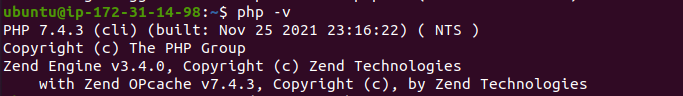 ubuntu@ip-172-31-14-98:~$ php -v
PHP 7.4.3 (cli) (built: Nov 25 2021 23:16:22) ( NTS )
Copyright (c) The PHP Group
Zend Engine v3.4.0, Copyright (c) Zend Technologies
    with Zend OPcache v7.4.3, Copyright (c), by Zend Technologies